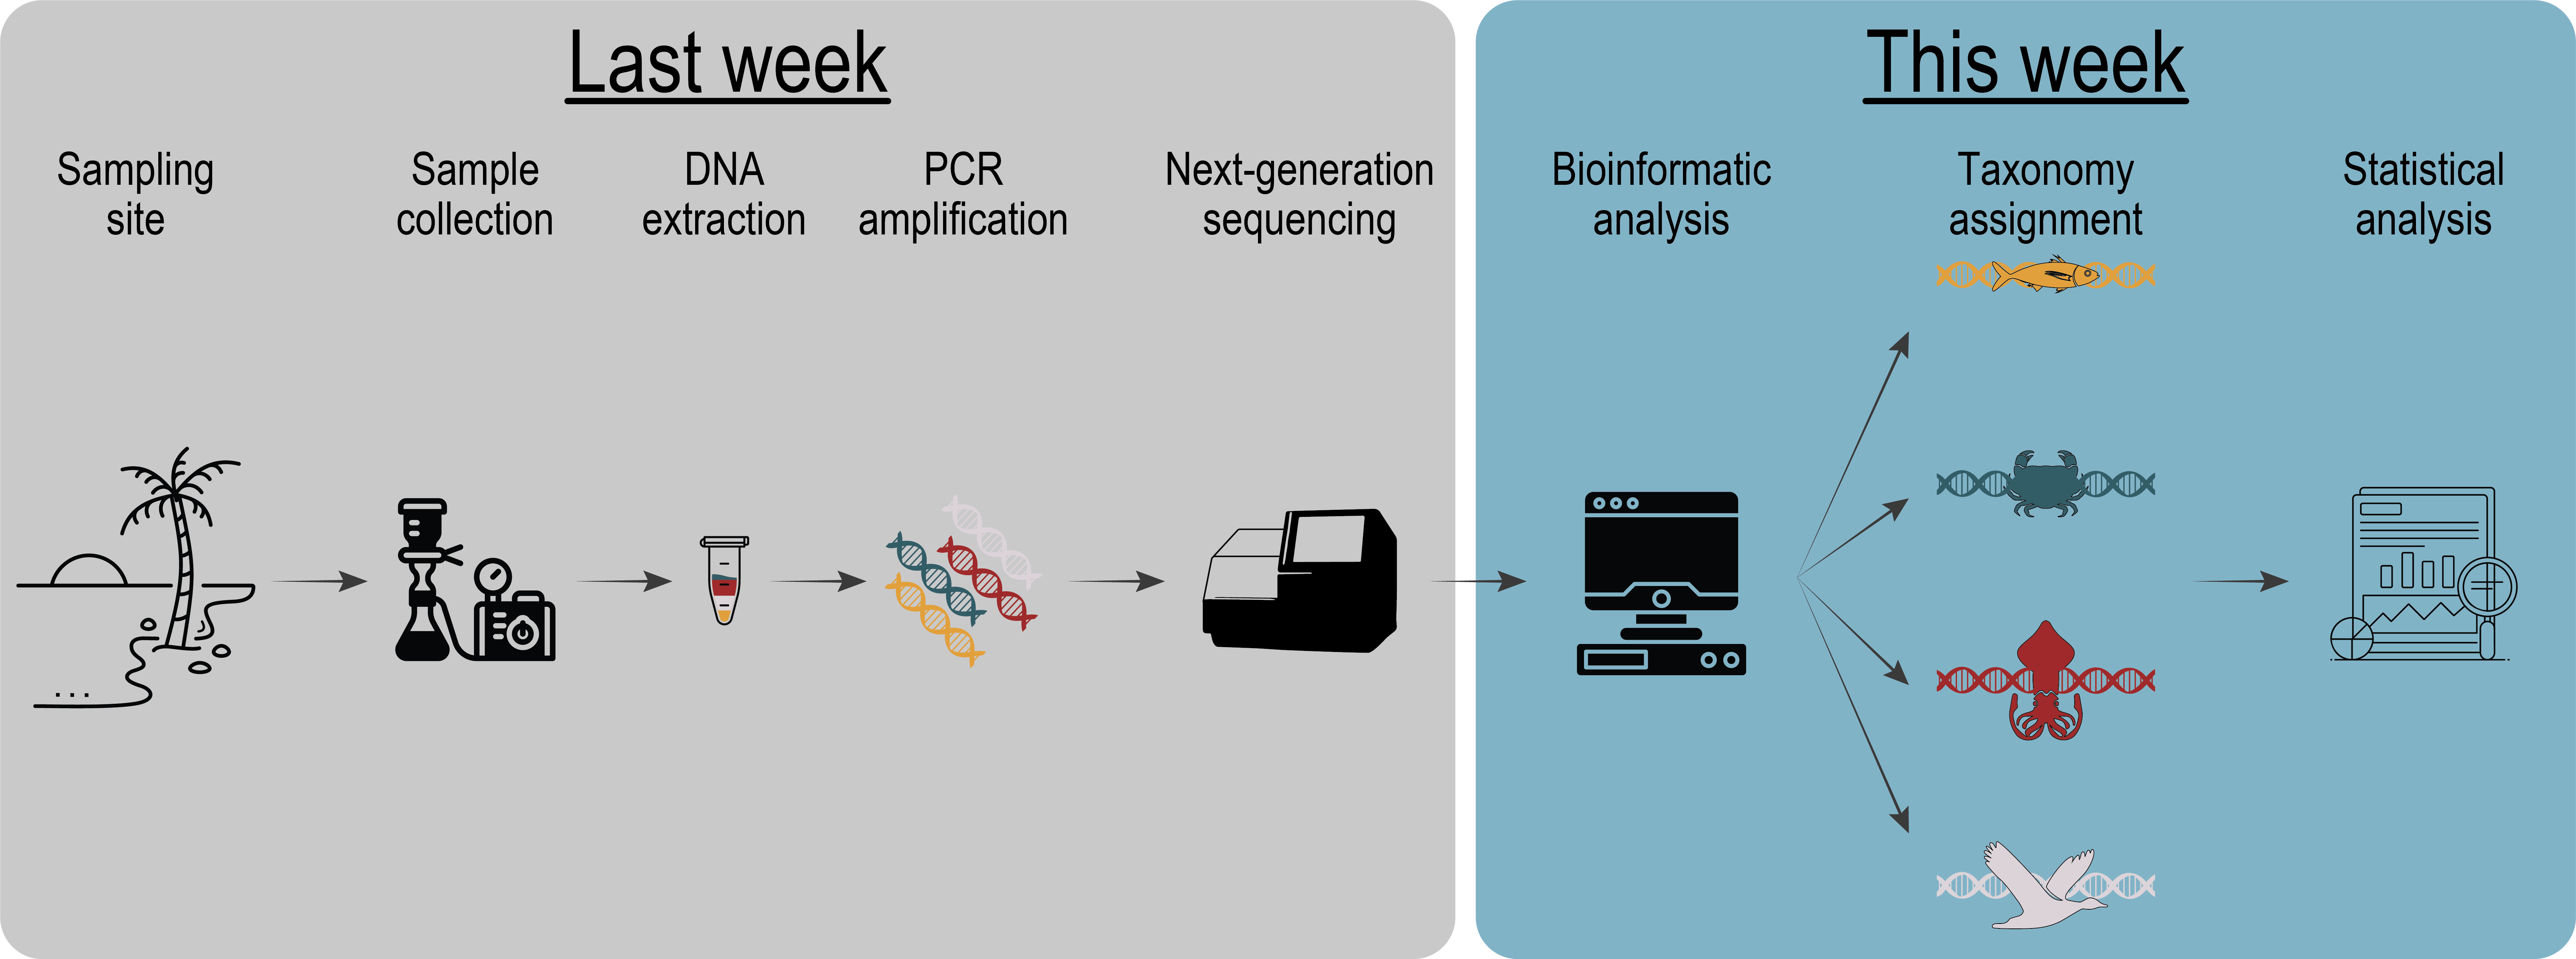 Last week
Sampling
site
Sample
collection
DNA
extraction
PCR
amplification
Next-generation
sequencing
This week
Bioinformatic
analysis
Taxonomy
assignment
Statistical
analysis